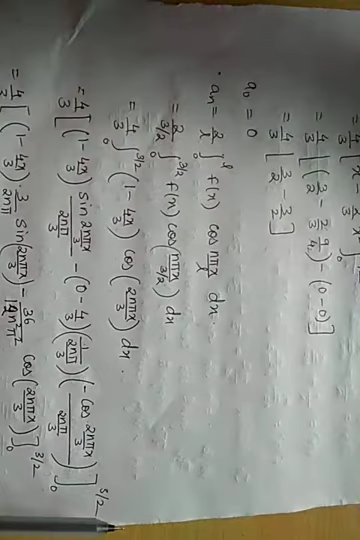 = 4/3 [x - 2/3 x
= 4/3 [(3/2 - 2/3 9/4) - (0-0)]
= 4/3 [3/2 - 3/2]
a₀ = 0
· aₙ = 2/l ∫₀^l f(x) cos nπx/l dx.
= 2/(3/2) ∫₀^(3/2) f(x) cos(nπx/(3/2)) dx
= 4/3 ∫₀^(3/2) (1 - 4x/3) cos(2nπx/3) dx.
= 4/3 [(1 - 4x/3) sin 2nπx/3 / (2nπ/3) - (0 - 4/3)(1/(2nπ/3))(-cos 2nπx/3 / (2nπ/3))]₀^(3/2)
= 4/3 [(1 - 4x/3) · 3/2nπ sin(2nπx/3) - 36/12n²π² cos(2nπx/3)]₀^(3/2)